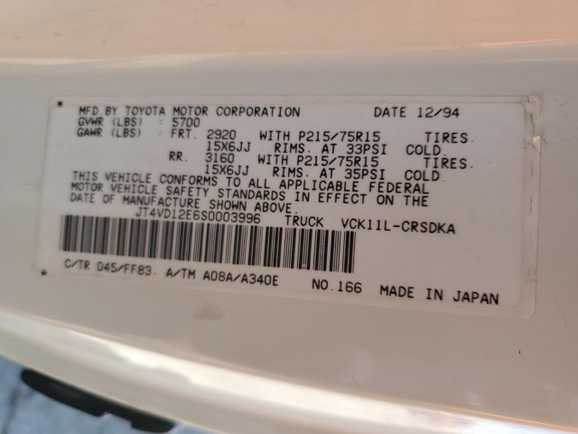 MFD BY TOYOTA MOTOR CORPORATION DATE 12/94
GVWR (LBS) : 5700
GAWR (LBS) : FRT. 2920 WITH P215/75R15 TIRES.
15X6JJ RIMS. AT 33PSI COLD.
RR. 3160 WITH P215/75R15 TIRES.
15X6JJ RIMS. AT 35PSI COLD.
THIS VEHICLE CONFORMS TO ALL APPLICABLE FEDERAL
MOTOR VEHICLE SAFETY STANDARDS IN EFFECT ON THE
DATE OF MANUFACTURE SHOWN ABOVE.
JT4VD12E6S0003996 TRUCK VCK11L-CRSDKA
C/TR 045/FF83. A/TM A08A/A340E
NO.166 MADE IN JAPAN